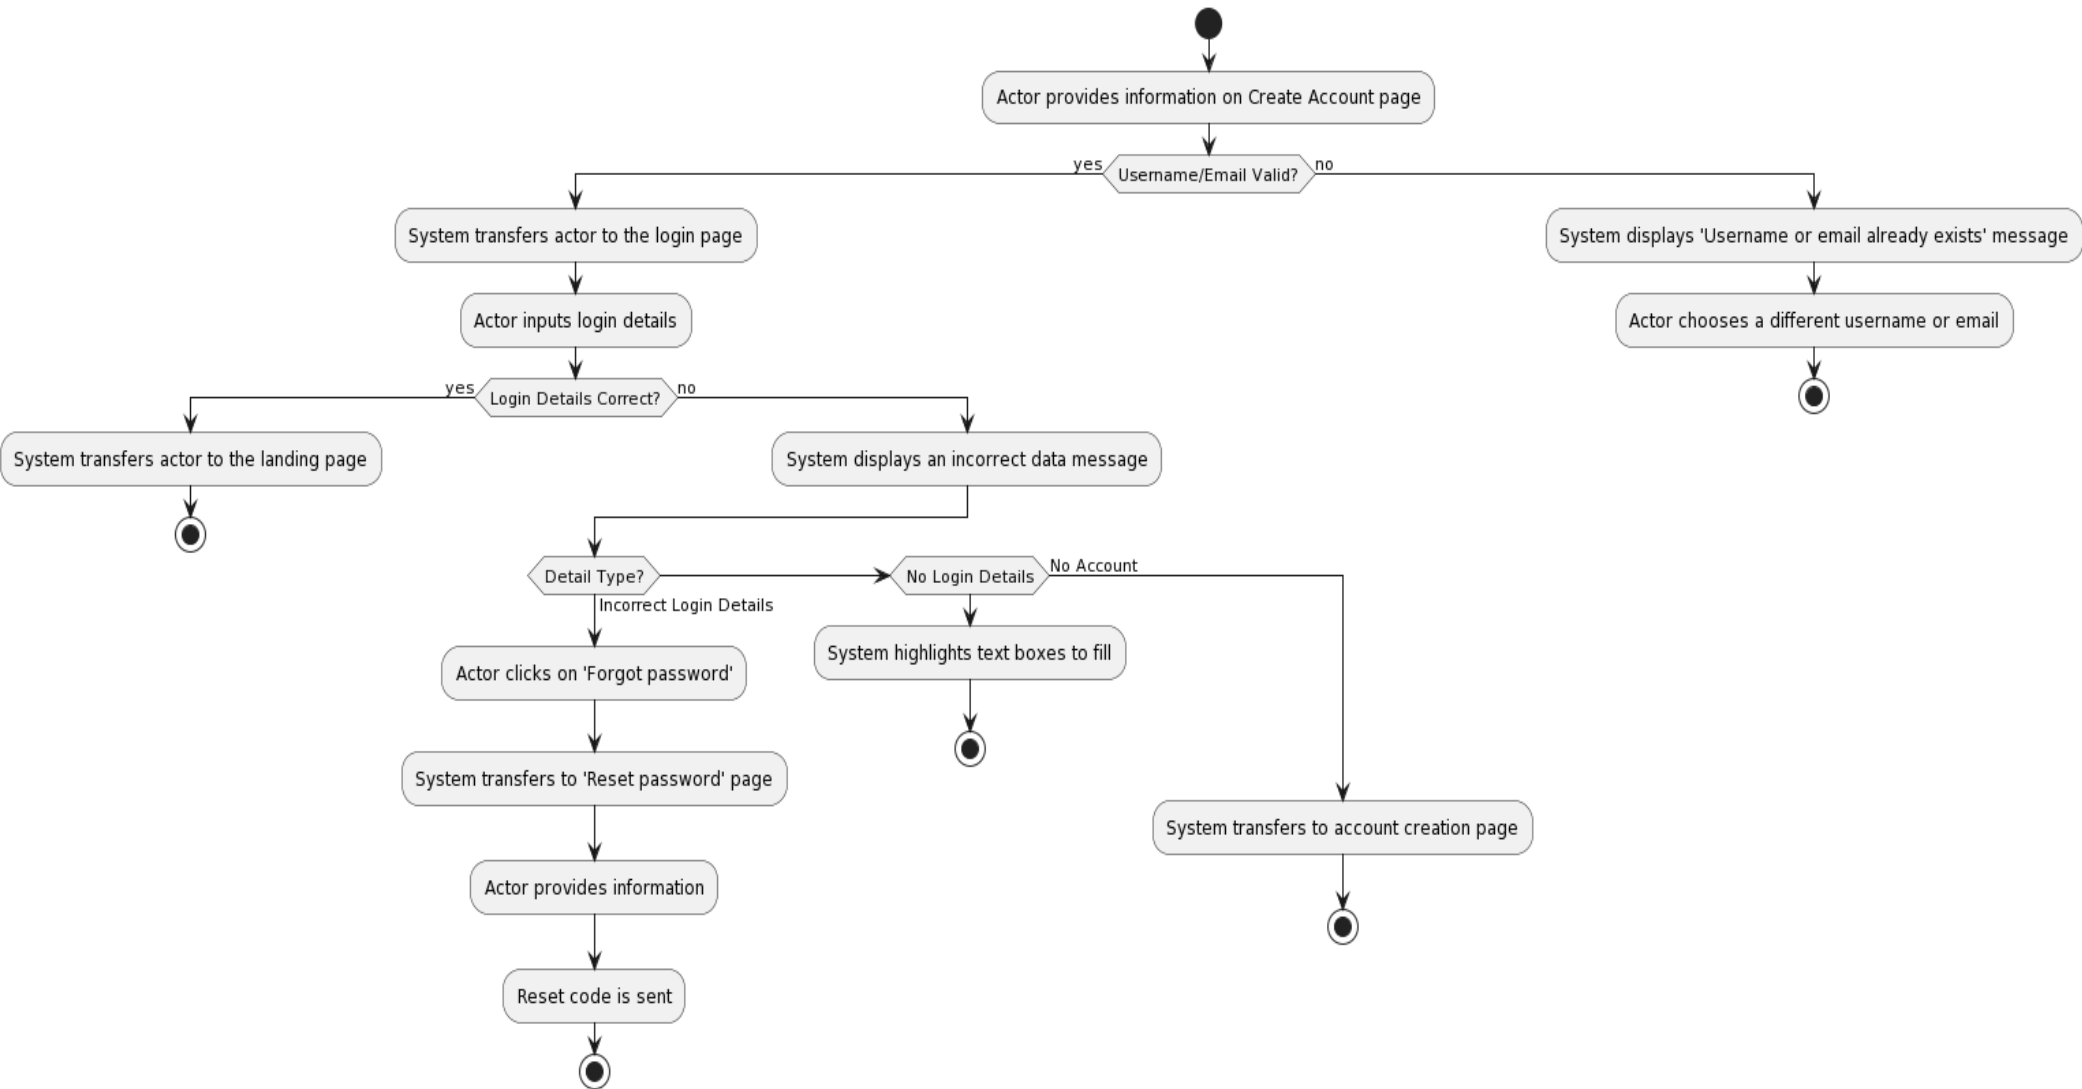 Actor provides information on Create Account page
yes
Username/Email Valid?
no
System transfers actor to the login page
System displays 'Username or email already exists' message
Actor inputs login details
Actor chooses a different username or email
yes
Login Details Correct?
no
System transfers actor to the landing page
System displays an incorrect data message
Detail Type?
No Login Details
No Account
Incorrect Login Details
System highlights text boxes to fill
Actor clicks on 'Forgot password'
System transfers to 'Reset password' page
System transfers to account creation page
Actor provides information
Reset code is sent